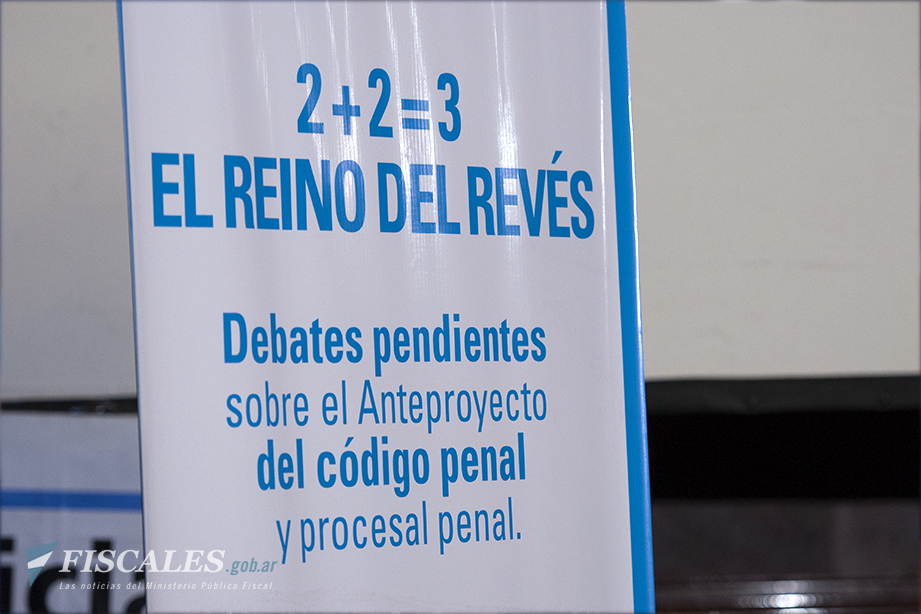 2+2=3
EL REINO DEL REVÉS
Debates pendientes
sobre el Anteproyecto
del código penal
y procesal penal.
FISCALES.gob.ar
Las noticias del Ministerio Público Fiscal